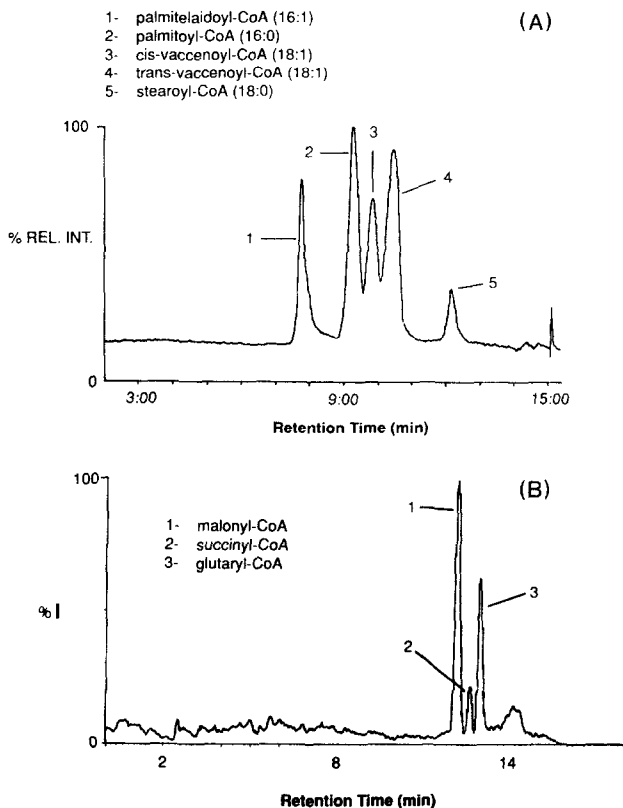 1- palmitelaidoyl-CoA (16:1)
2- palmitoyl-CoA (16:0)
3- cis-vaccenoyl-CoA (18:1)
4- trans-vaccenoyl-CoA (18:1)
5- stearoyl-CoA (18:0)
(A)
100
3
2
4
% REL. INT.
1
5
0
3:00 9:00 15:00
Retention Time (min)
100
(B)
1
1- malonyl-CoA
2- succinyl-CoA
3- glutaryl-CoA
3
% I
2
0
2 8 14
Retention Time (min)